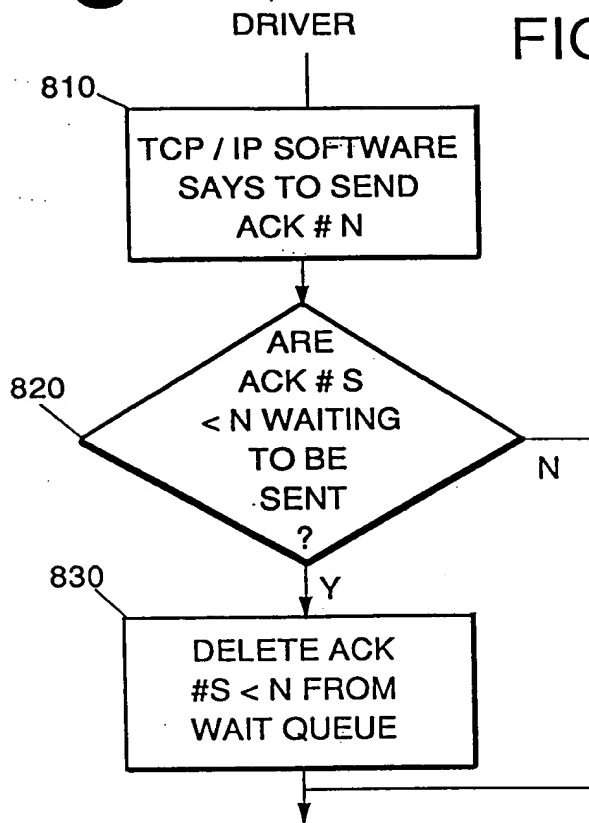 DRIVER
FIG
810
TCP / IP SOFTWARE
SAYS TO SEND
ACK # N
820
ARE
ACK # S
< N WAITING
TO BE
SENT
?
N
Y
830
DELETE ACK
#S < N FROM
WAIT QUEUE